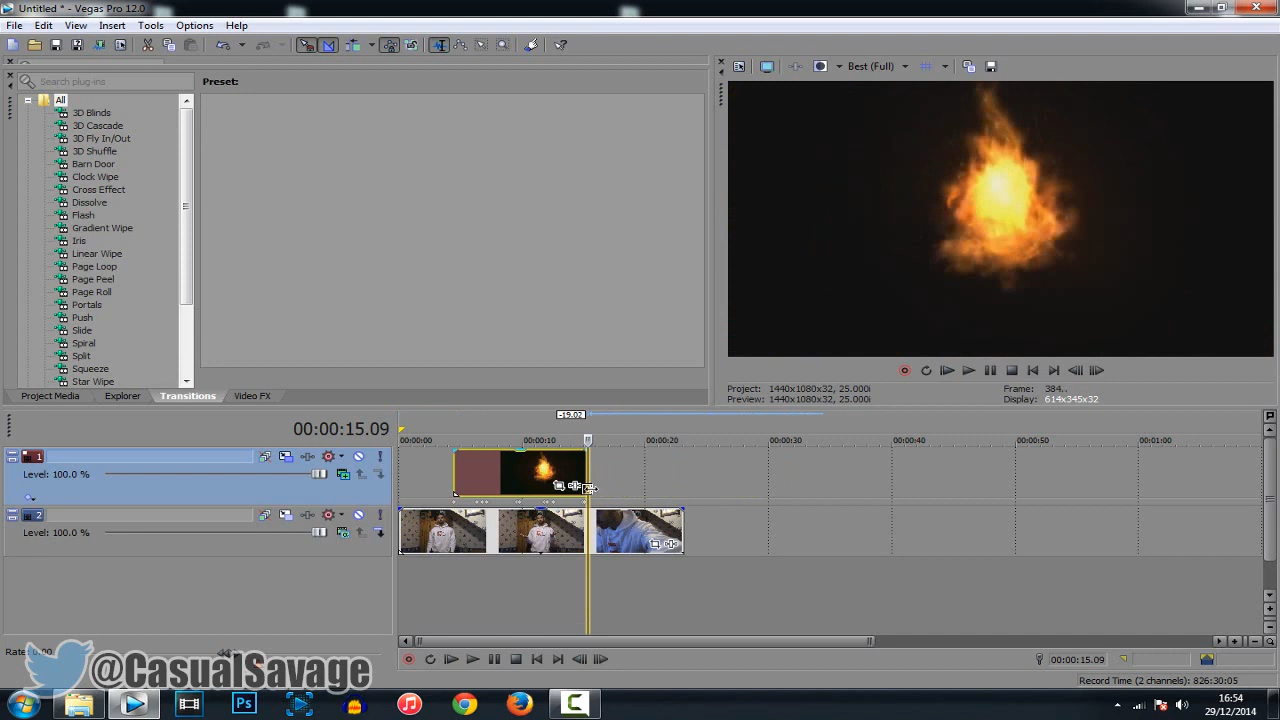 Untitled * - Vegas Pro 12.0
File Edit View Insert Tools Options Help
Search plug-ins
Preset:
Best (Full)
All
3D Blinds
3D Cascade
3D Fly In/Out
3D Shuffle
Barn Door
Clock Wipe
Cross Effect
Dissolve
Flash
Gradient Wipe
Iris
Linear Wipe
Page Loop
Page Peel
Page Roll
Portals
Push
Slide
Spiral
Split
Squeeze
Star Wipe
Project Media Explorer Transitions Video FX
Project: 1440x1080x32, 25.000i Frame: 384..
Preview: 1440x1080x32, 25.000i Display: 614x345x32
-19.02
00:00:15.09
00:00:00 00:00:10 00:00:20 00:00:30 00:00:40 00:00:50 00:01:00
1
Level: 100.0 %
2
Level: 100.0 %
Rate: 0.00
@CasualSavage
00:00:15.09
Record Time (2 channels): 826:30:05
Ps
16:54
29/12/2014